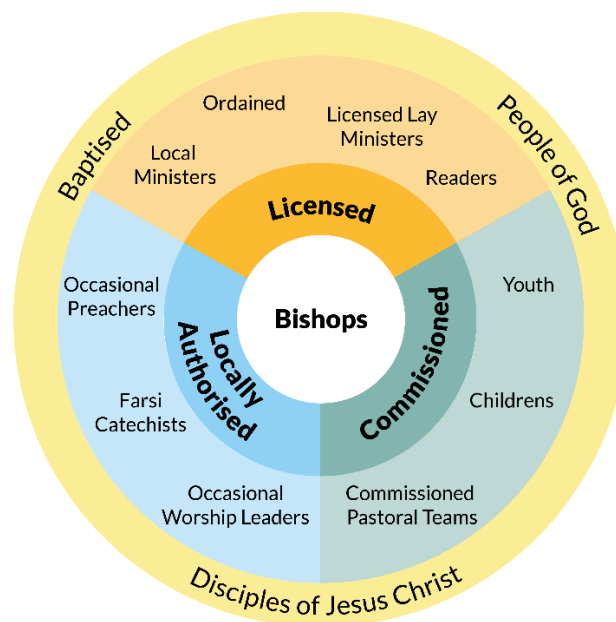 Baptised
People of God
Ordained
Licensed Lay
Ministers
Local
Ministers
Readers
Licensed
Occasional
Preachers
Youth
Bishops
Locally
Authorised
Commissioned
Farsi
Catechists
Childrens
Occasional
Worship Leaders
Commissioned
Pastoral Teams
Disciples of Jesus Christ